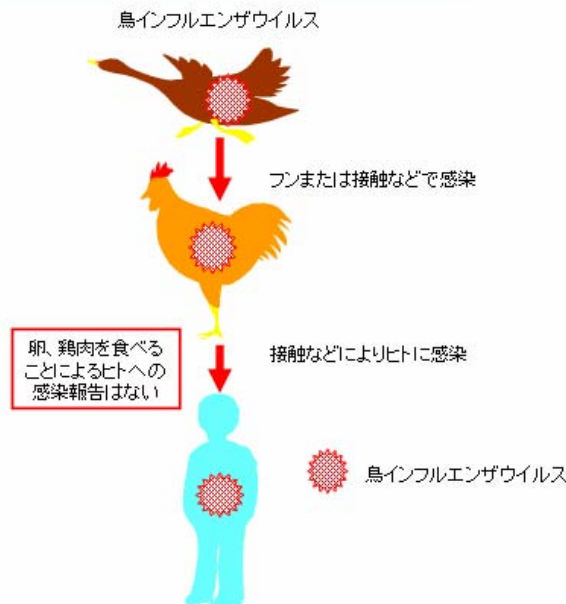 鳥インフルエンザウイルス
フンまたは接触などで感染
卵、鶏肉を食べる
ことによるヒトへの
感染報告はない
接触などによりヒトに感染
鳥インフルエンザウイルス